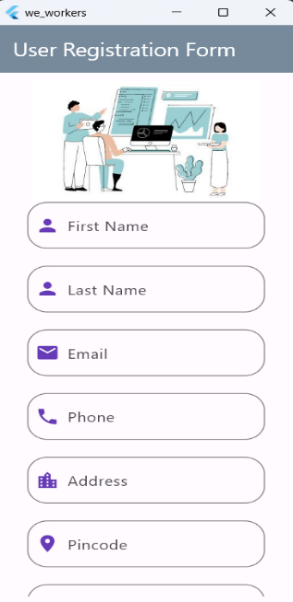 we_workers
User Registration Form
First Name
Last Name
Email
Phone
Address
Pincode